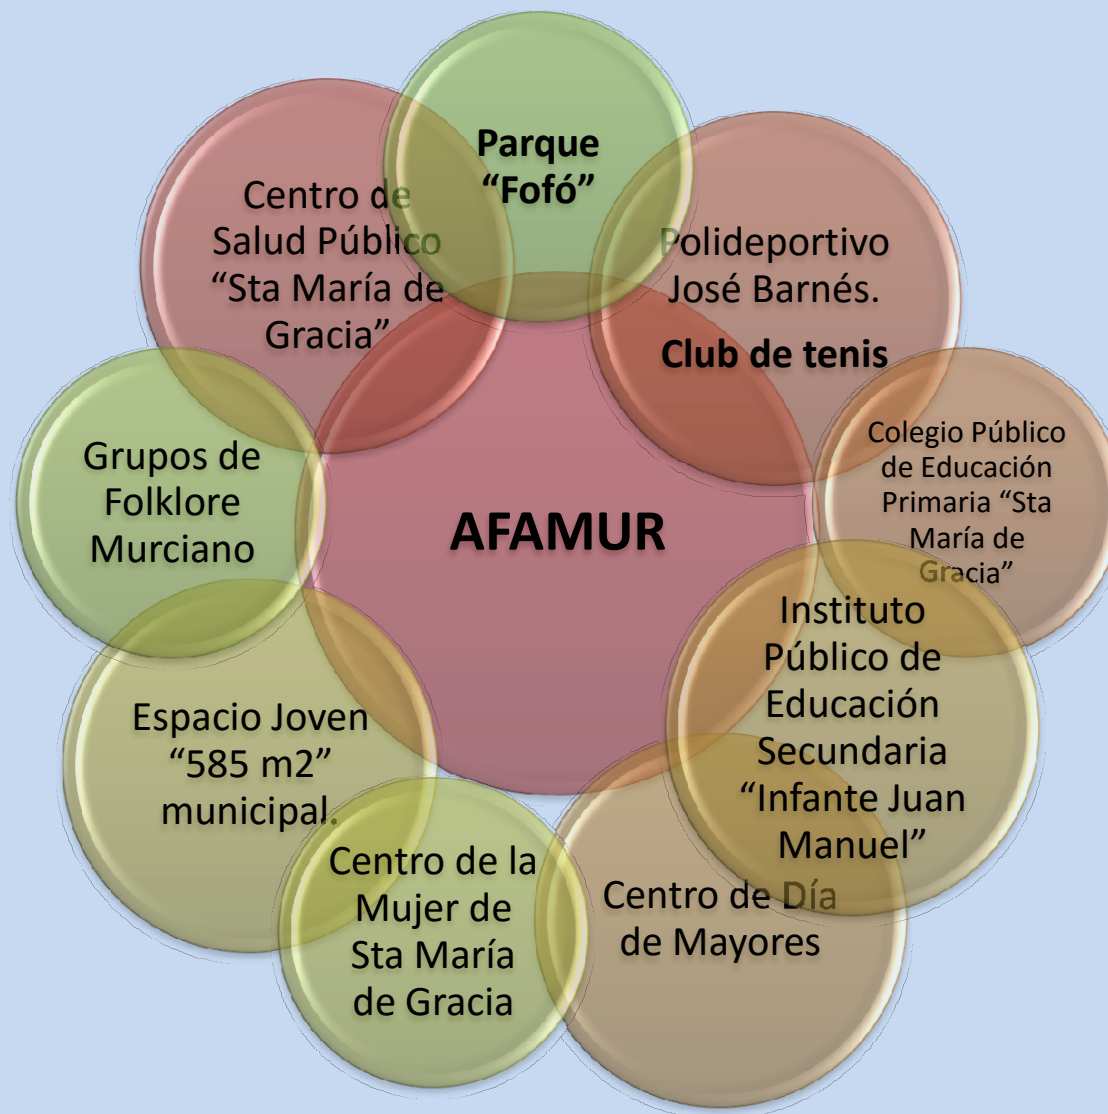 Parque
“Fofó”
Polideportivo
José Barnés.
Club de tenis
Colegio Público
de Educación
Primaria “Sta
María de
Gracia”
Instituto
Público de
Educación
Secundaria
“Infante Juan
Manuel”
Centro de Día
de Mayores
Centro de la
Mujer de
Sta María
de Gracia
Espacio Joven
“585 m2”
municipal.
Grupos de
Folklore
Murciano
Centro de
Salud Público
“Sta María de
Gracia”
AFAMUR